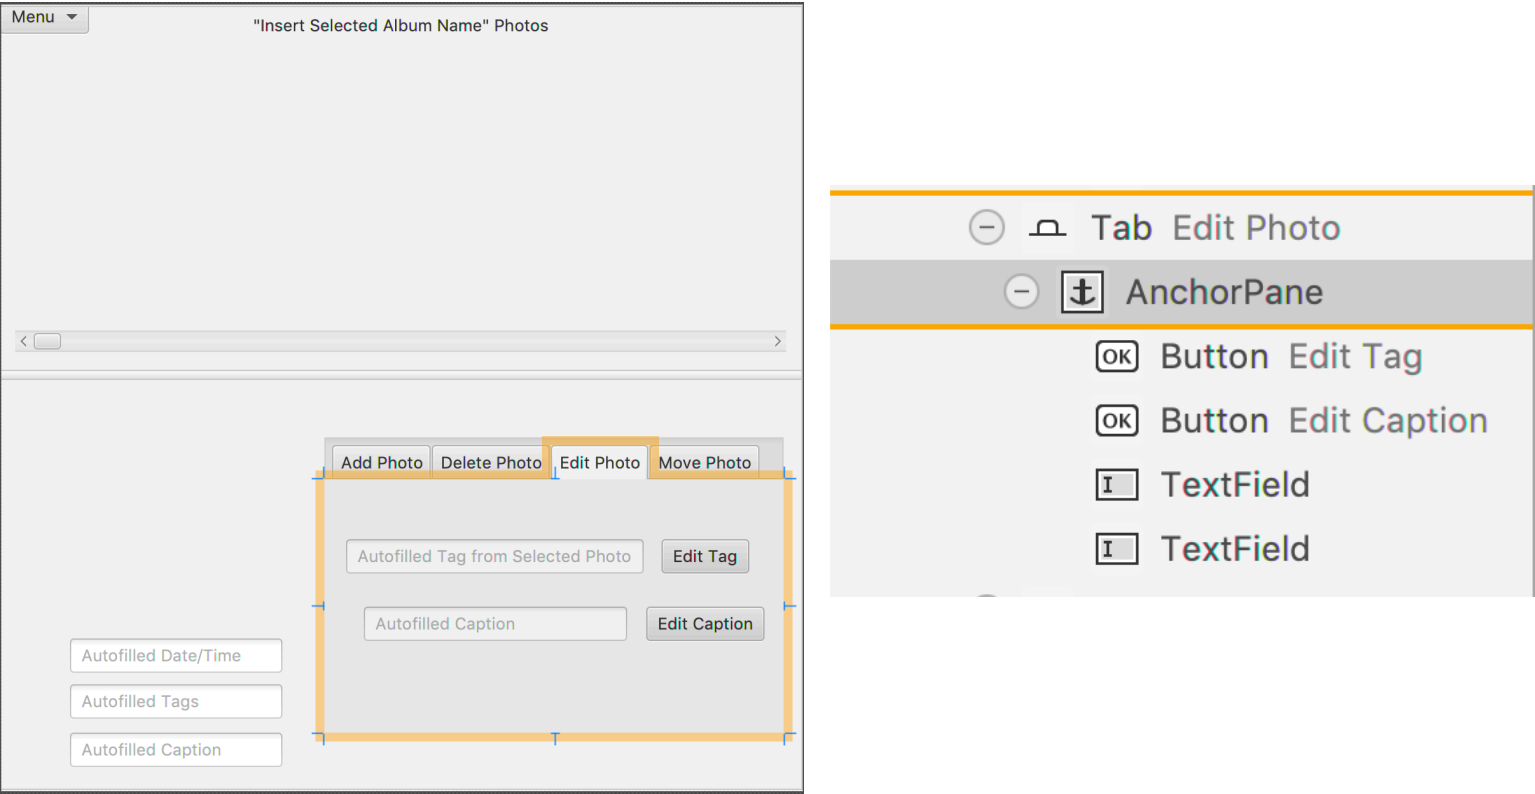 Menu
"Insert Selected Album Name" Photos
Add Photo Delete Photo Edit Photo Move Photo
Autofilled Tag from Selected Photo Edit Tag
Autofilled Caption Edit Caption
Autofilled Date/Time
Autofilled Tags
Autofilled Caption
Tab Edit Photo
AnchorPane
OK Button Edit Tag
OK Button Edit Caption
I TextField
I TextField